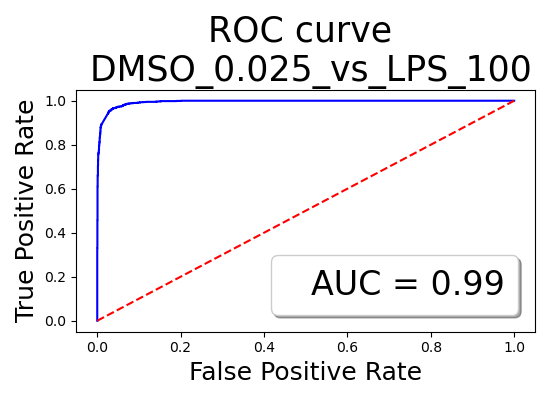 ROC curve
DMSO_0.025_vs_LPS_100
True Positive Rate
1.0
0.8
0.6
0.4
0.2
0.0
AUC = 0.99
0.0 0.2 0.4 0.6 0.8 1.0
False Positive Rate